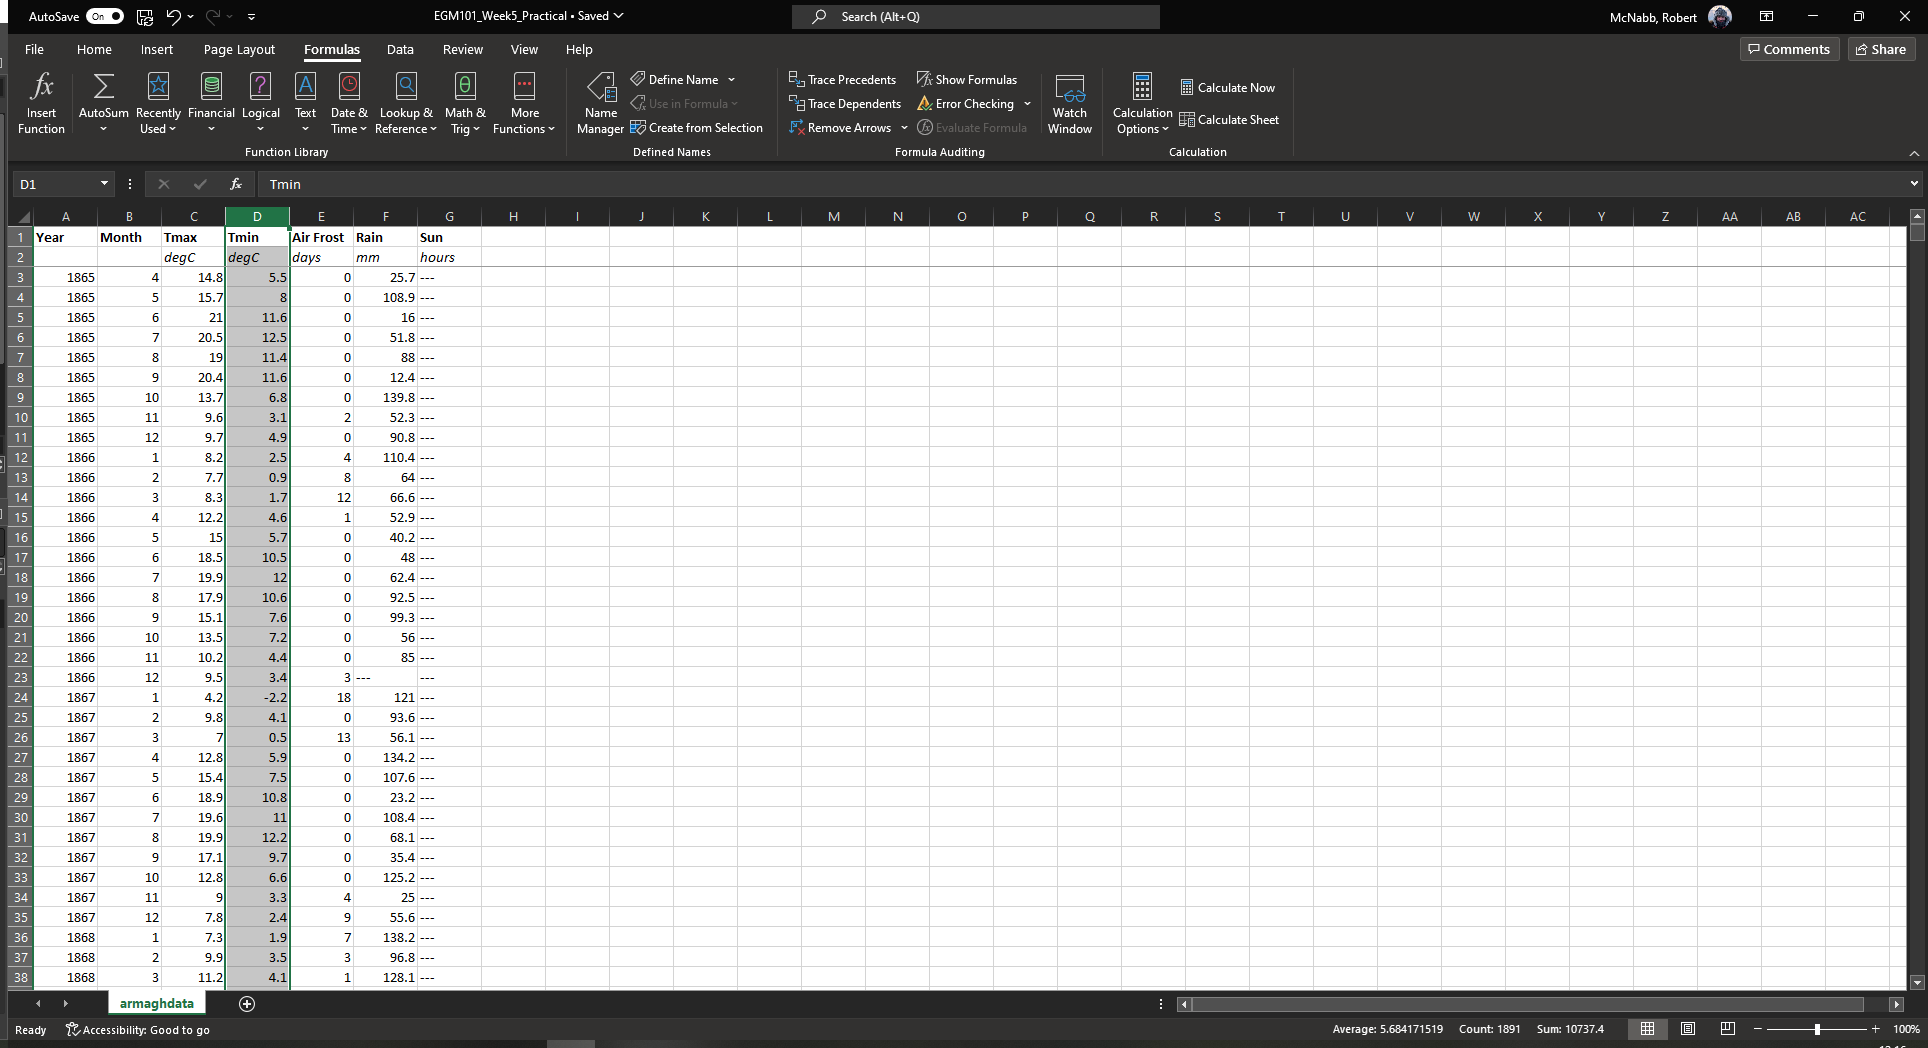 AutoSave On EGM101_Week5_Practical • Saved Search (Alt+Q) McNabb, Robert
File Home Insert Page Layout Formulas Data Review View Help Comments Share
fx Insert Function AutoSum Recently Used Financial Logical Text Date & Time Lookup & Reference Math & Trig More Functions
Function Library
Name Manager Define Name Use in Formula Create from Selection
Defined Names
Trace Precedents Show Formulas
Trace Dependents Error Checking
Remove Arrows Evaluate Formula
Formula Auditing
Watch Window
Calculation Options Calculate Now Calculate Sheet
Calculation
D1 fx Tmin
A B C D E F G H I J K L M N O P Q R S T U V W X Y Z AA AB AC
1 Year Month Tmax Tmin Air Frost Rain Sun
2 degC degC days mm hours
3 1865 4 14.8 5.5 0 25.7 ---
4 1865 5 15.7 8 0 108.9 ---
5 1865 6 21 11.6 0 16 ---
6 1865 7 20.5 12.5 0 51.8 ---
7 1865 8 19 11.4 0 88 ---
8 1865 9 20.4 11.6 0 12.4 ---
9 1865 10 13.7 6.8 0 139.8 ---
10 1865 11 9.6 3.1 2 52.3 ---
11 1865 12 9.7 4.9 0 90.8 ---
12 1866 1 8.2 2.5 4 110.4 ---
13 1866 2 7.7 0.9 8 64 ---
14 1866 3 8.3 1.7 12 66.6 ---
15 1866 4 12.2 4.6 1 52.9 ---
16 1866 5 15 5.7 0 40.2 ---
17 1866 6 18.5 10.5 0 48 ---
18 1866 7 19.9 12 0 62.4 ---
19 1866 8 17.9 10.6 0 92.5 ---
20 1866 9 15.1 7.6 0 99.3 ---
21 1866 10 13.5 7.2 0 56 ---
22 1866 11 10.2 4.4 0 85 ---
23 1866 12 9.5 3.4 3 --- ---
24 1867 1 4.2 -2.2 18 121 ---
25 1867 2 9.8 4.1 0 93.6 ---
26 1867 3 7 0.5 13 56.1 ---
27 1867 4 12.8 5.9 0 134.2 ---
28 1867 5 15.4 7.5 0 107.6 ---
29 1867 6 18.9 10.8 0 23.2 ---
30 1867 7 19.6 11 0 108.4 ---
31 1867 8 19.9 12.2 0 68.1 ---
32 1867 9 17.1 9.7 0 35.4 ---
33 1867 10 12.8 6.6 0 125.2 ---
34 1867 11 9 3.3 4 25 ---
35 1867 12 7.8 2.4 9 55.6 ---
36 1868 1 7.3 1.9 7 138.2 ---
37 1868 2 9.9 3.5 3 96.8 ---
38 1868 3 11.2 4.1 1 128.1 ---
armaghdata
Ready Accessibility: Good to go Average: 5.684171519 Count: 1891 Sum: 10737.4 100%